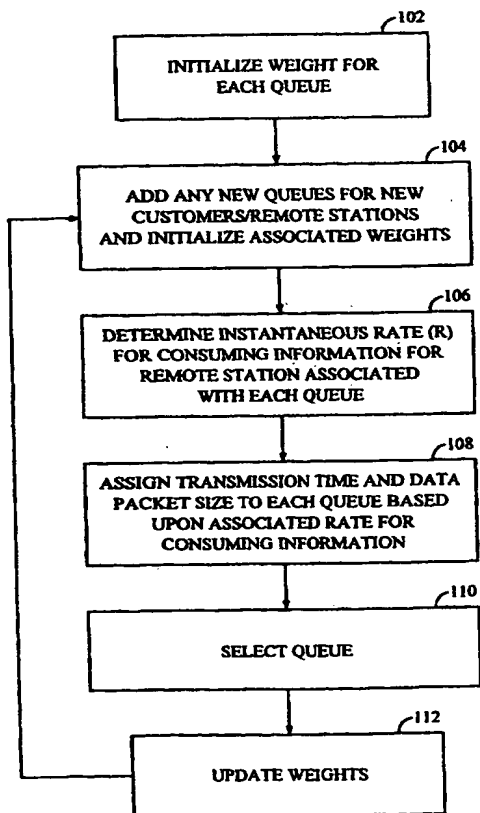 102
INITIALIZE WEIGHT FOR
EACH QUEUE
104
ADD ANY NEW QUEUES FOR NEW
CUSTOMERS/REMOTE STATIONS
AND INITIALIZE ASSOCIATED WEIGHTS
106
DETERMINE INSTANTANEOUS RATE (R)
FOR CONSUMING INFORMATION FOR
REMOTE STATION ASSOCIATED
WITH EACH QUEUE
108
ASSIGN TRANSMISSION TIME AND DATA
PACKET SIZE TO EACH QUEUE BASED
UPON ASSOCIATED RATE FOR
CONSUMING INFORMATION
110
SELECT QUEUE
112
UPDATE WEIGHTS